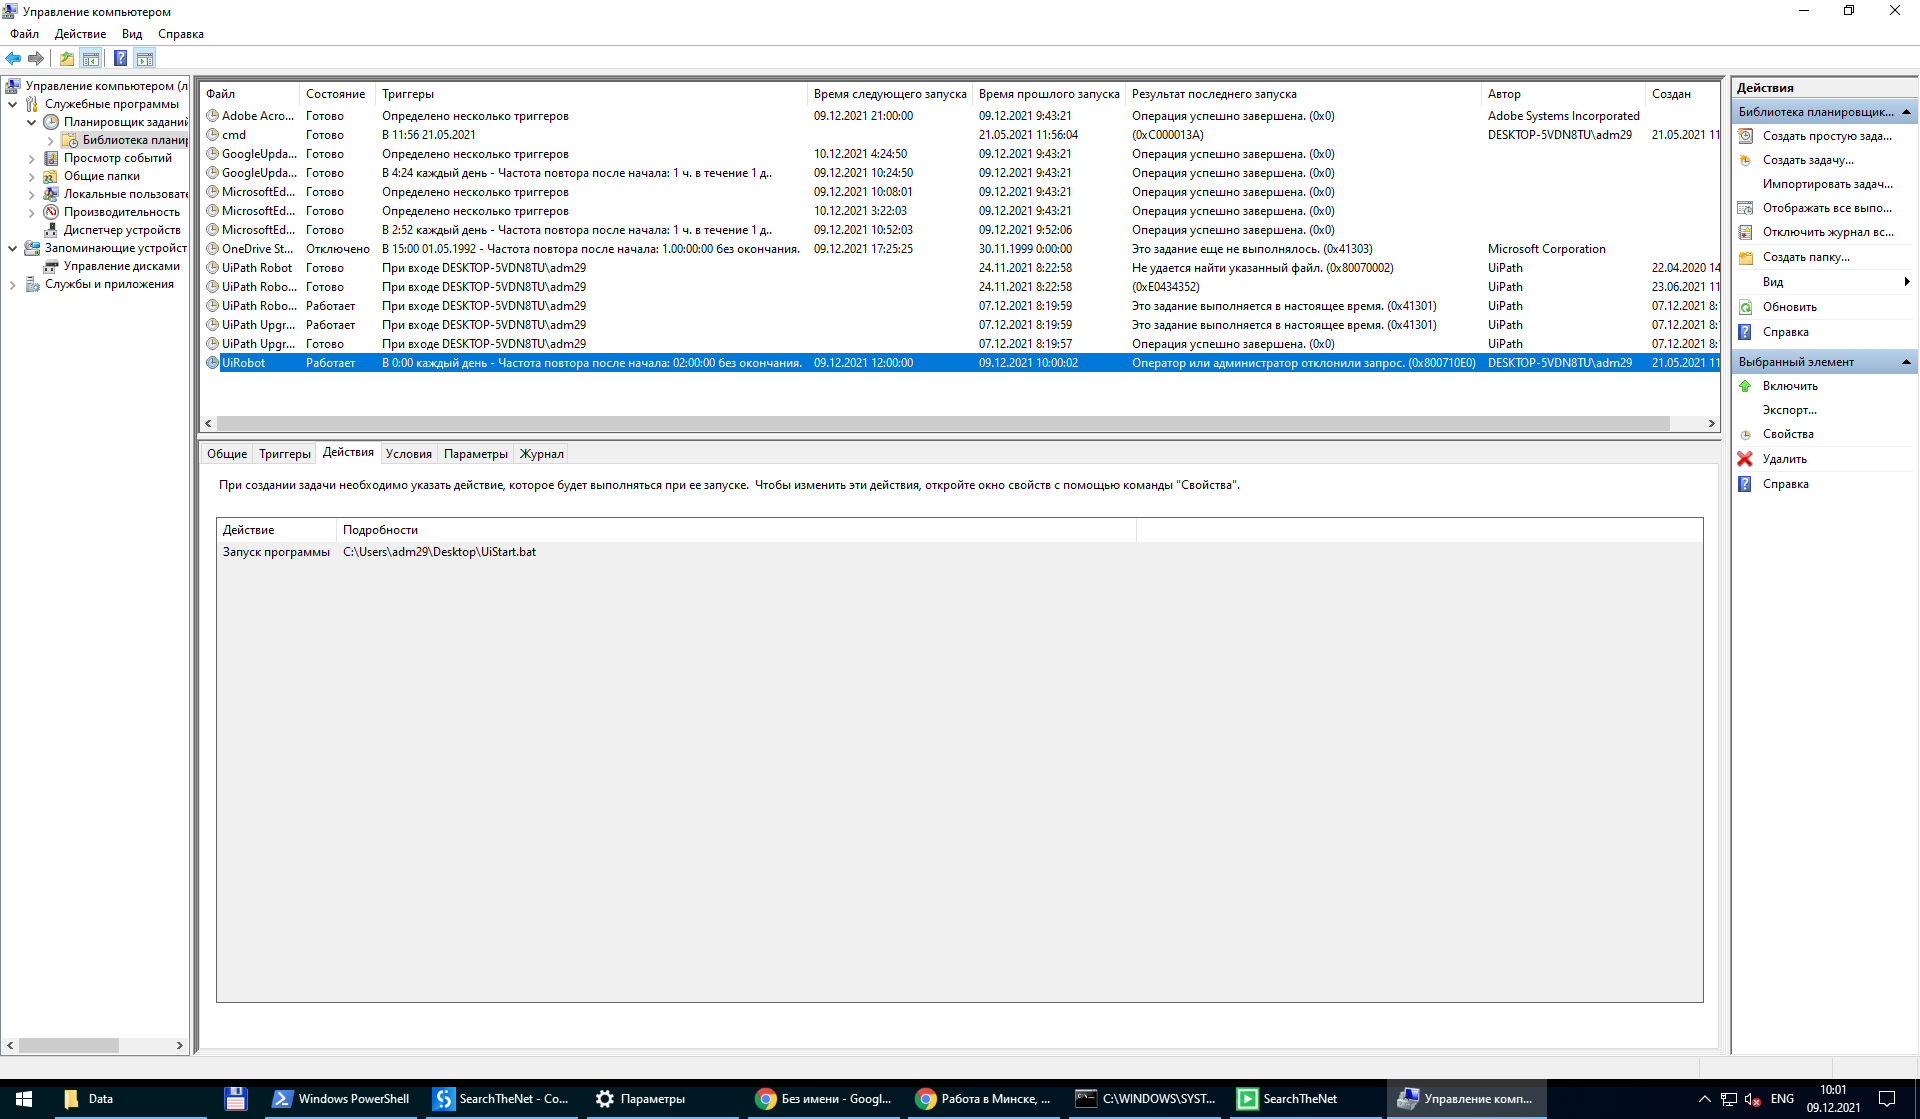 Управление компьютером
Файл Действие Вид Справка
Управление компьютером (л
Служебные программы
Планировщик заданий
Библиотека планир
Просмотр событий
Общие папки
Локальные пользовате
Производительность
Диспетчер устройств
Запоминающие устройст
Управление дисками
Службы и приложения
Файл Состояние Триггеры Время следующего запуска Время прошлого запуска Результат последнего запуска Автор Создан
Adobe Acro... Готово Определено несколько триггеров 09.12.2021 21:00:00 09.12.2021 9:43:21 Операция успешно завершена. (0x0) Adobe Systems Incorporated
cmd Готово В 11:56 21.05.2021 21.05.2021 11:56:04 (0xC000013A) DESKTOP-5VDN8TU\adm29 21.05.2021 11
GoogleUpda... Готово Определено несколько триггеров 10.12.2021 4:24:50 09.12.2021 9:43:21 Операция успешно завершена. (0x0)
GoogleUpda... Готово В 4:24 каждый день - Частота повтора после начала: 1 ч. в течение 1 д.. 09.12.2021 10:24:50 09.12.2021 9:43:21 Операция успешно завершена. (0x0)
MicrosoftEd... Готово Определено несколько триггеров 09.12.2021 10:08:01 09.12.2021 9:43:21 Операция успешно завершена. (0x0)
MicrosoftEd... Готово Определено несколько триггеров 10.12.2021 3:22:03 09.12.2021 9:43:21 Операция успешно завершена. (0x0)
MicrosoftEd... Готово В 2:52 каждый день - Частота повтора после начала: 1 ч. в течение 1 д.. 09.12.2021 10:52:03 09.12.2021 9:52:06 Операция успешно завершена. (0x0)
OneDrive St... Отключено В 15:00 01.05.1992 - Частота повтора после начала: 1.00:00:00 без окончания. 09.12.2021 17:25:25 30.11.1999 0:00:00 Это задание еще не выполнялось. (0x41303) Microsoft Corporation
UiPath Robot Готово При входе DESKTOP-5VDN8TU\adm29 24.11.2021 8:22:58 Не удается найти указанный файл. (0x80070002) UiPath 22.04.2020 14
UiPath Robo... Готово При входе DESKTOP-5VDN8TU\adm29 24.11.2021 8:22:58 (0xE0434352) UiPath 23.06.2021 11
UiPath Robo... Работает При входе DESKTOP-5VDN8TU\adm29 07.12.2021 8:19:59 Это задание выполняется в настоящее время. (0x41301) UiPath 07.12.2021 8:
UiPath Upgr... Работает При входе DESKTOP-5VDN8TU\adm29 07.12.2021 8:19:59 Это задание выполняется в настоящее время. (0x41301) UiPath 07.12.2021 8:
UiPath Upgr... Готово При входе DESKTOP-5VDN8TU\adm29 07.12.2021 8:19:57 Операция успешно завершена. (0x0) UiPath 07.12.2021 8:
UiRobot Работает В 0:00 каждый день - Частота повтора после начала: 02:00:00 без окончания. 09.12.2021 12:00:00 09.12.2021 10:00:02 Оператор или администратор отклонили запрос. (0x800710E0) DESKTOP-5VDN8TU\adm29 21.05.2021 11
Общие Триггеры Действия Условия Параметры Журнал
При создании задачи необходимо указать действие, которое будет выполняться при ее запуске. Чтобы изменить эти действия, откройте окно свойств с помощью команды "Свойства".
Действие Подробности
Запуск программы C:\Users\adm29\Desktop\UiStart.bat
Действия
Библиотека планировщик...
Создать простую зада...
Создать задачу...
Импортировать задач...
Отображать все выпо...
Отключить журнал вс...
Создать папку...
Вид
Обновить
Справка
Выбранный элемент
Включить
Экспорт...
Свойства
Удалить
Справка
Data Windows PowerShell SearchTheNet - Co... Параметры Без имени - Googl... Работа в Минске, ... C:\WINDOWS\SYST... SearchTheNet Управление комп... ENG 10:01
09.12.2021